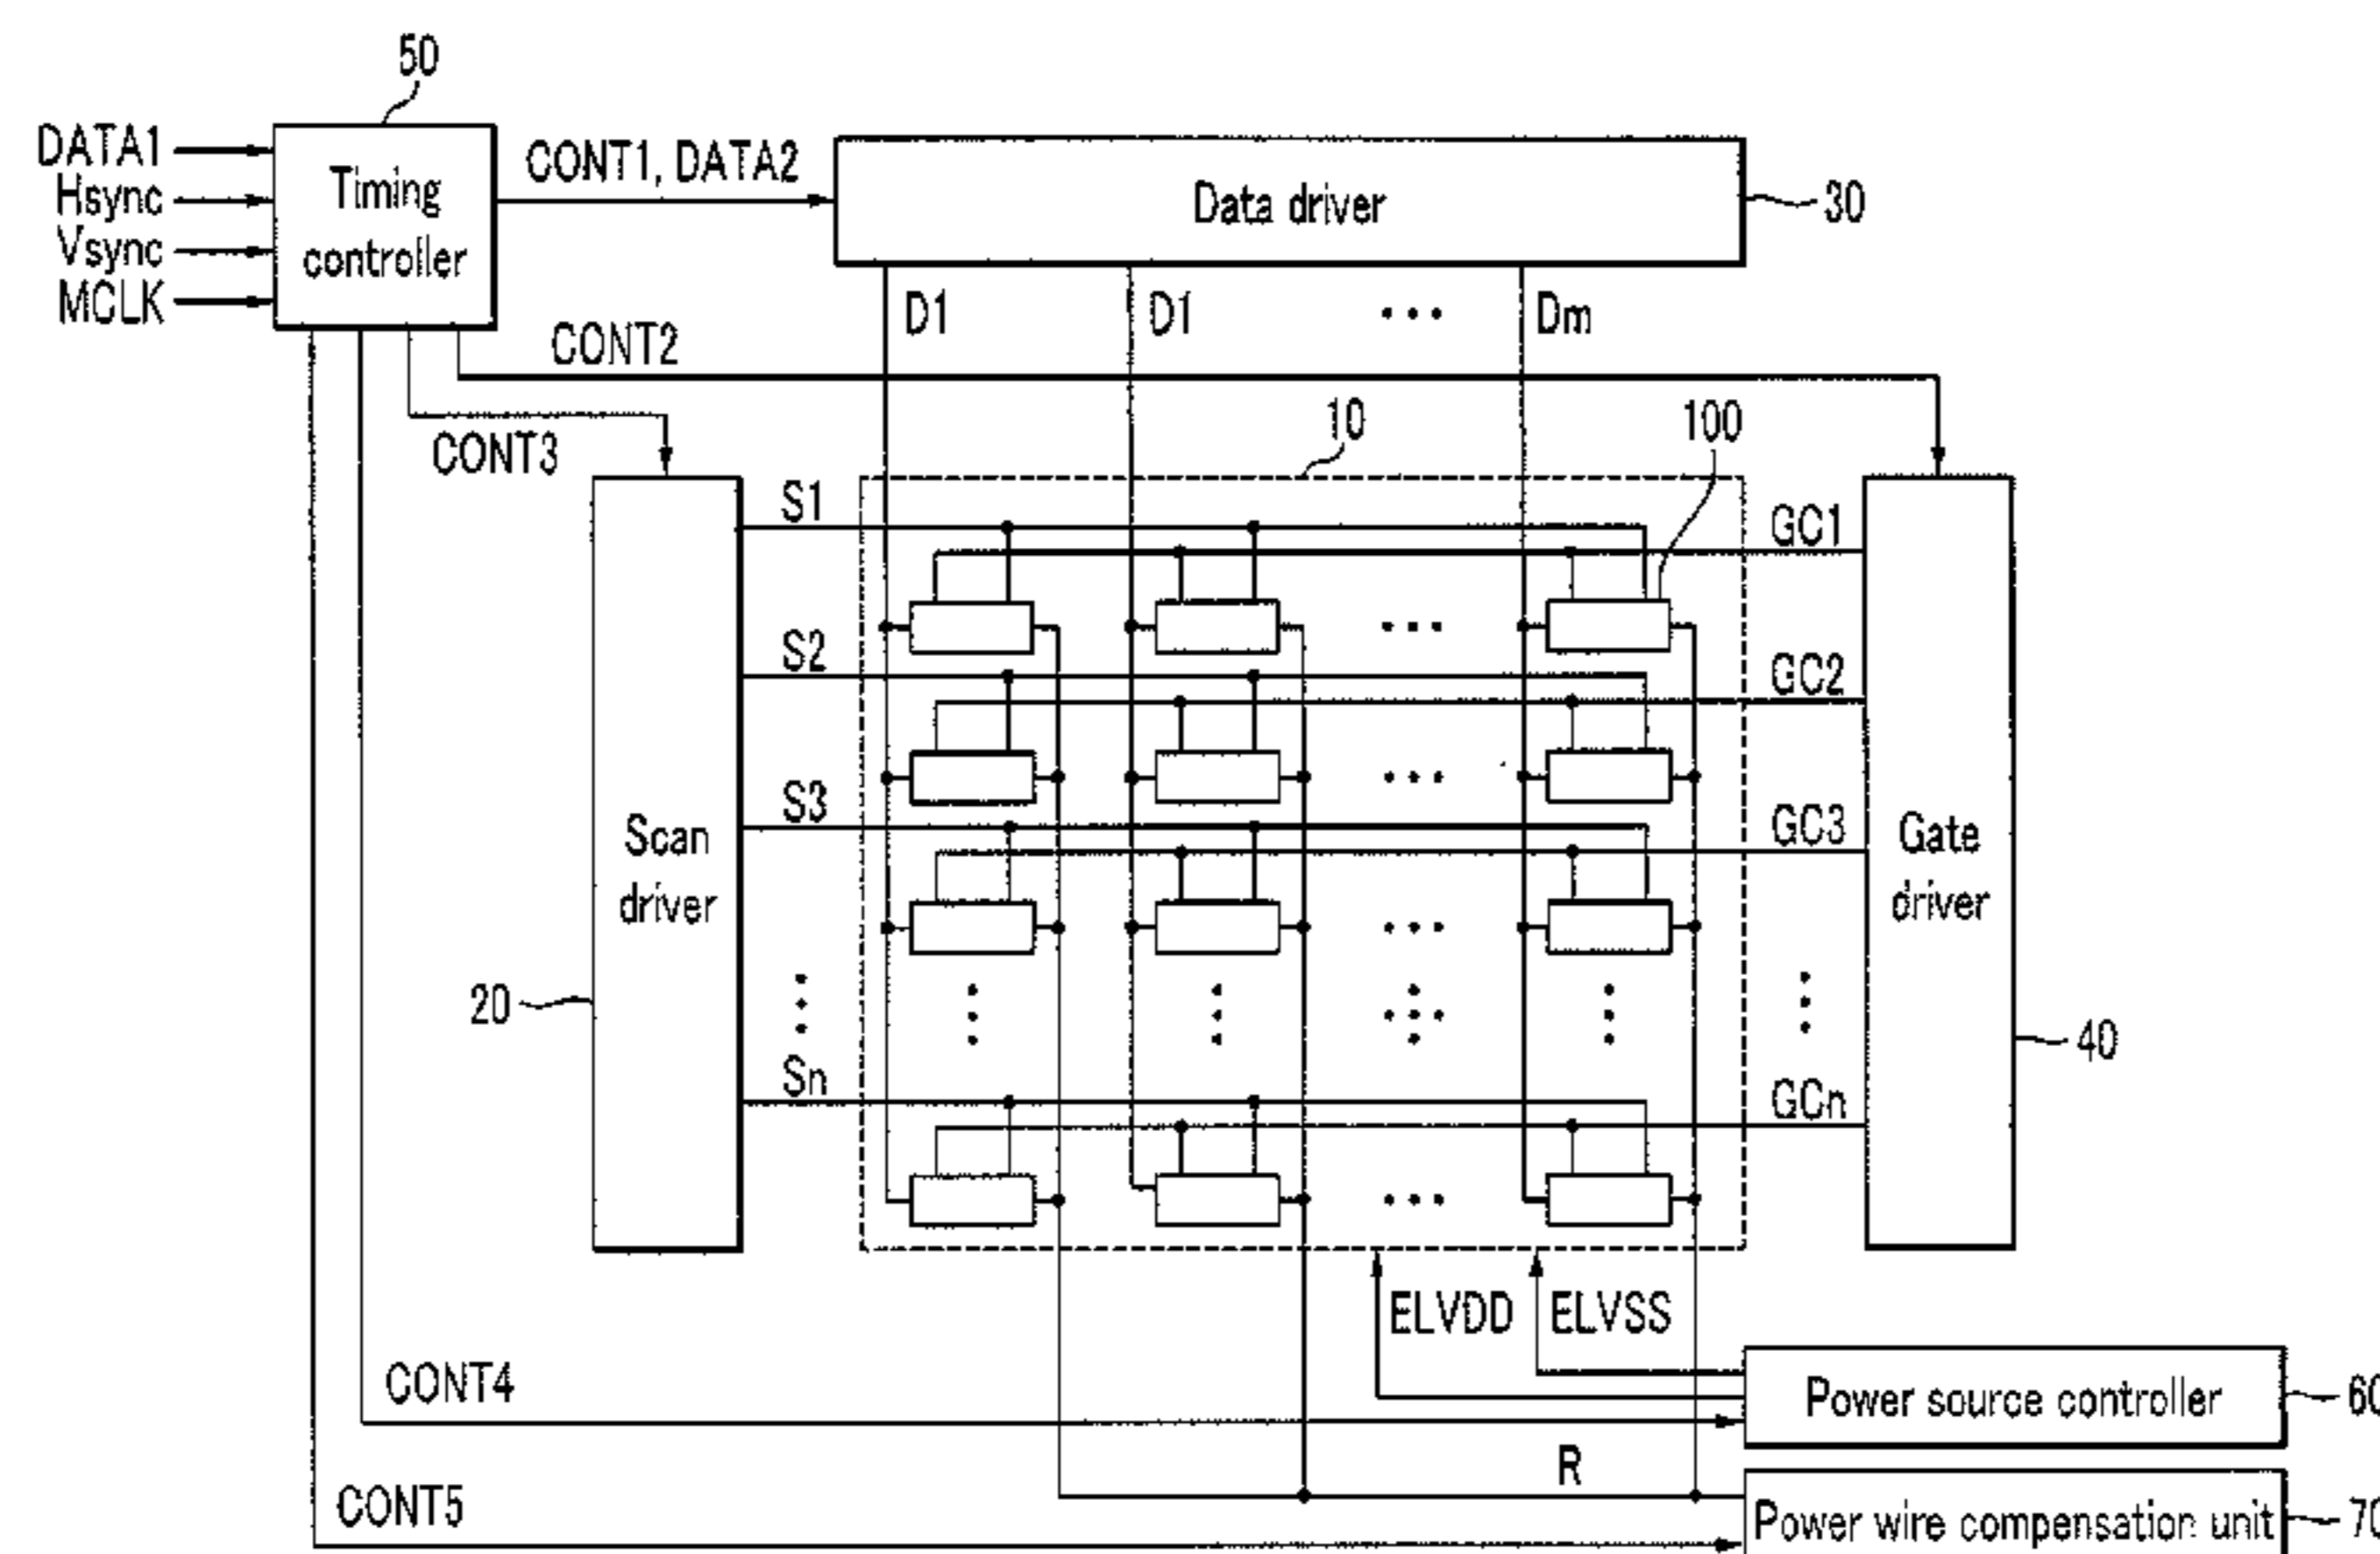 50
DATA1
Hsync
Vsync
MCLK
Timing
controller
CONT1, DATA2
Data driver
30
D1
D1
Dm
CONT2
CONT3
10
100
S1
GC1
S2
GC2
S3
GC3
Scan
driver
Gate
driver
20
40
Sn
GCn
ELVDD
ELVSS
CONT4
Power source controller
60
R
CONT5
Power wire compensation unit
70